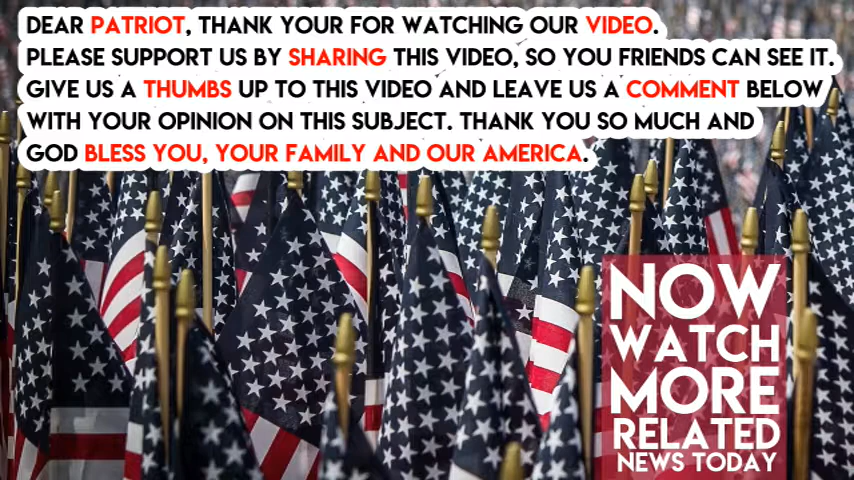 DEAR PATRIOT, THANK YOUR FOR WATCHING OUR VIDEO.
PLEASE SUPPORT US BY SHARING THIS VIDEO, SO YOU FRIENDS CAN SEE IT.
GIVE US A THUMBS UP TO THIS VIDEO AND LEAVE US A COMMENT BELOW
WITH YOUR OPINION ON THIS SUBJECT. THANK YOU SO MUCH AND
GOD BLESS YOU, YOUR FAMILY AND OUR AMERICA.
NOW
WATCH
MORE
RELATED
NEWS TODAY